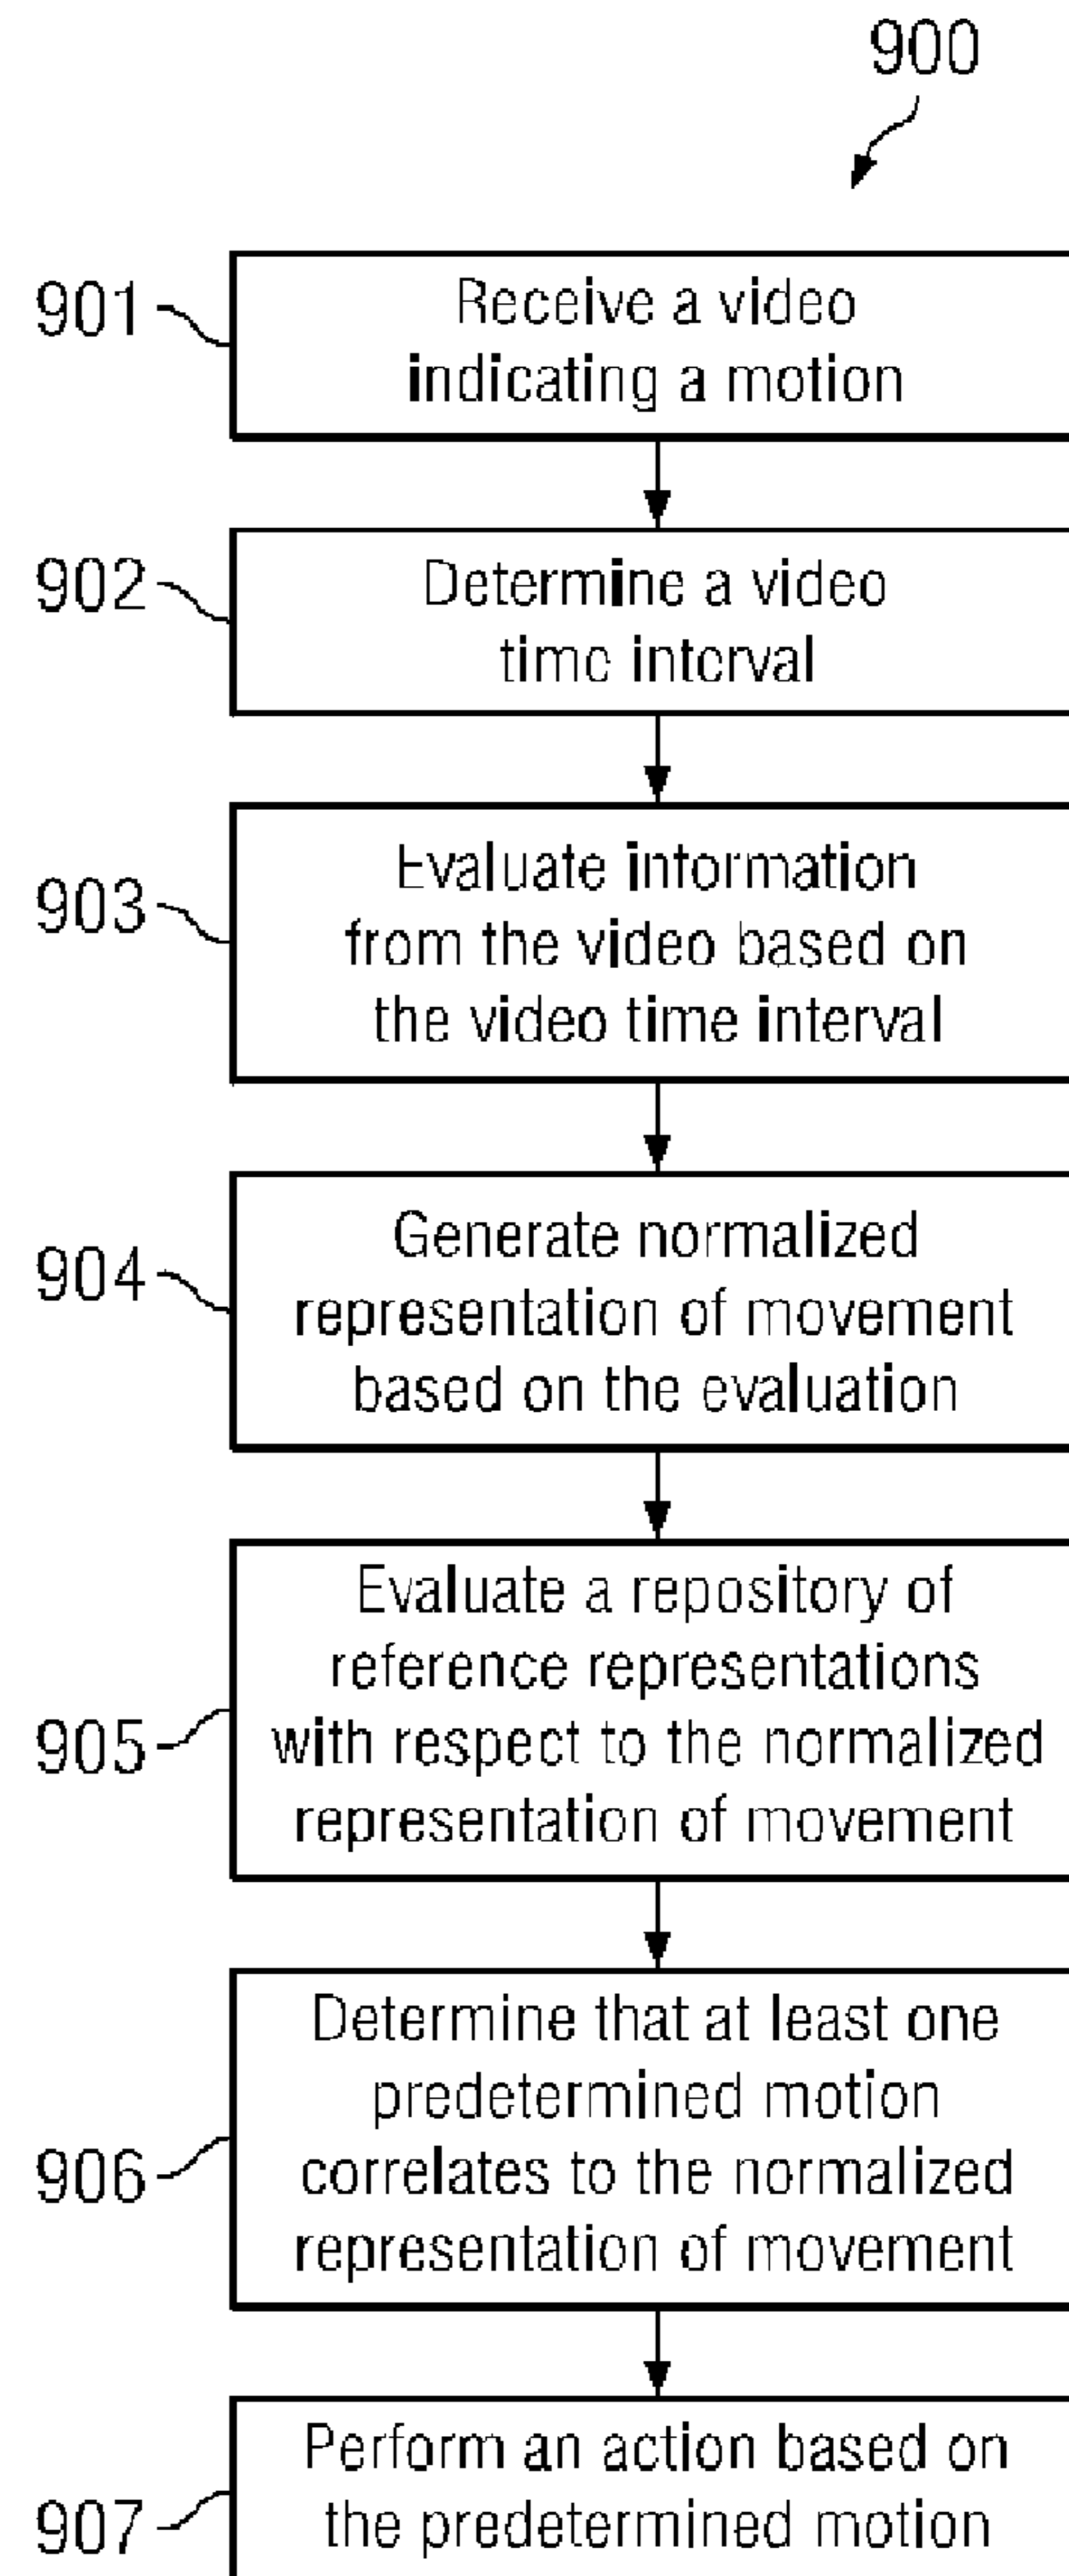 900
901
Receive a video
indicating a motion
902
Determine a video
time interval
903
Evaluate information
from the video based on
the video time interval
904
Generate normalized
representation of movement
based on the evaluation
905
Evaluate a repository of
reference representations
with respect to the normalized
representation of movement
906
Determine that at least one
predetermined motion
correlates to the normalized
representation of movement
907
Perform an action based on
the predetermined motion